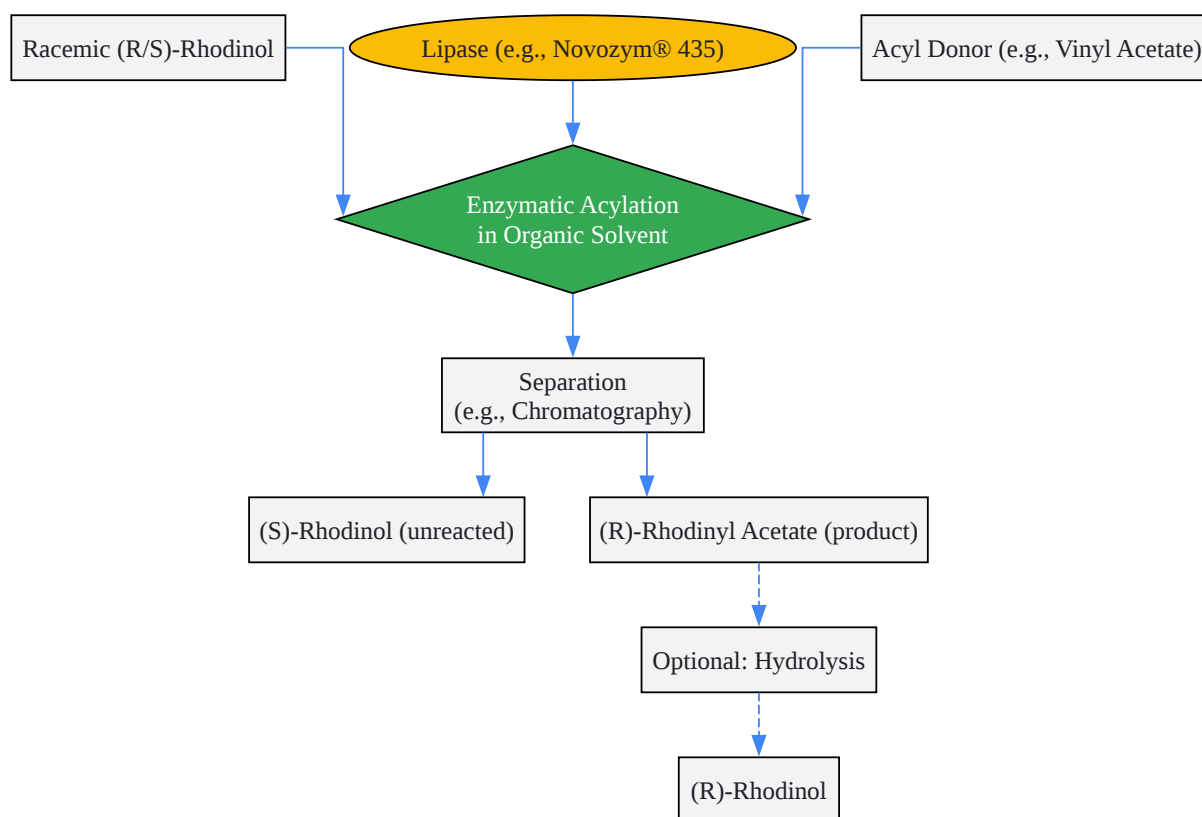 Racemic (R/S)-Rhodinol
Lipase (e.g., Novozym® 435)
Acyl Donor (e.g., Vinyl Acetate)
Enzymatic Acylation
in Organic Solvent
Separation
(e.g., Chromatography)
(S)-Rhodinol (unreacted)
(R)-Rhodinyl Acetate (product)
Optional: Hydrolysis
(R)-Rhodinol